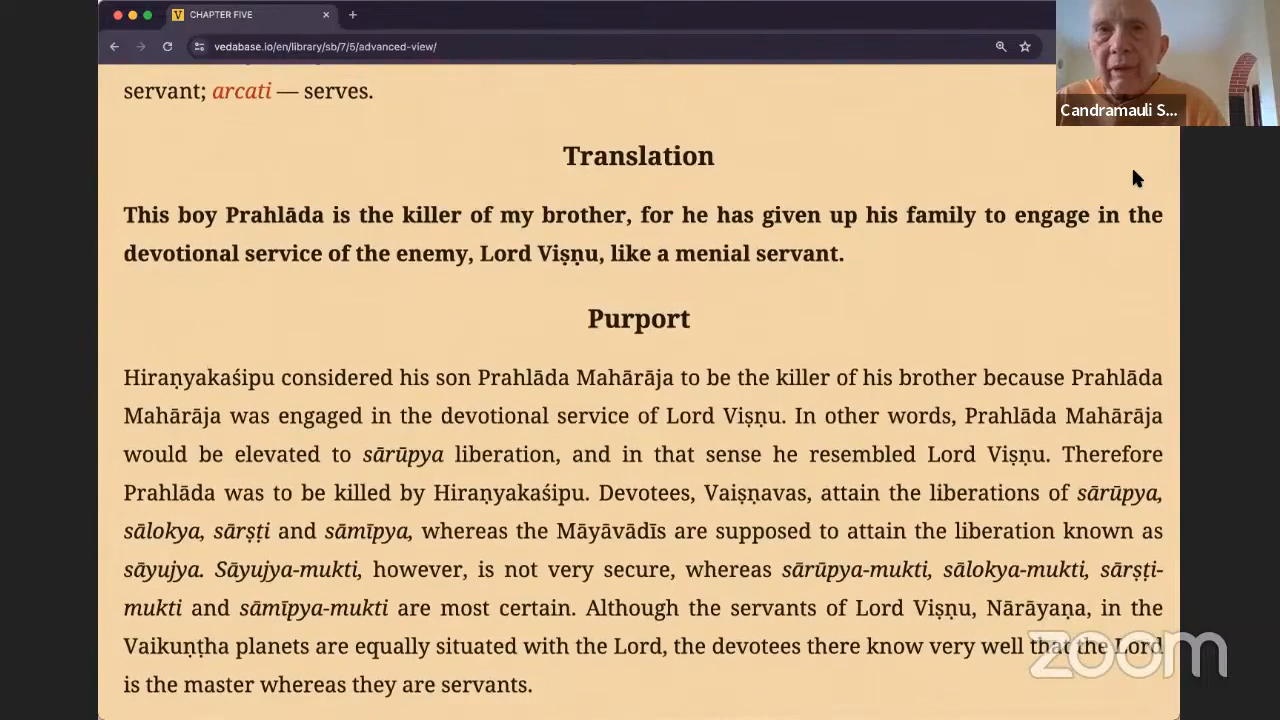 CHAPTER FIVE
vedabase.io/en/library/sb/7/5/advanced-view/
Candramauli S...
servant; arcati — serves.
Translation
This boy Prahlāda is the killer of my brother, for he has given up his family to engage in the
devotional service of the enemy, Lord Viṣṇu, like a menial servant.
Purport
Hiraṇyakaśipu considered his son Prahlāda Mahārāja to be the killer of his brother because Prahlāda
Mahārāja was engaged in the devotional service of Lord Viṣṇu. In other words, Prahlāda Mahārāja
would be elevated to sārūpya liberation, and in that sense he resembled Lord Viṣṇu. Therefore
Prahlāda was to be killed by Hiraṇyakaśipu. Devotees, Vaiṣṇavas, attain the liberations of sārūpya,
sālokya, sārṣṭi and sāmīpya, whereas the Māyāvādīs are supposed to attain the liberation known as
sāyujya. Sāyujya-mukti, however, is not very secure, whereas sārūpya-mukti, sālokya-mukti, sārṣṭi-
mukti and sāmīpya-mukti are most certain. Although the servants of Lord Viṣṇu, Nārāyaṇa, in the
Vaikuṇṭha planets are equally situated with the Lord, the devotees there know very well that the Lord
is the master whereas they are servants.
zoom